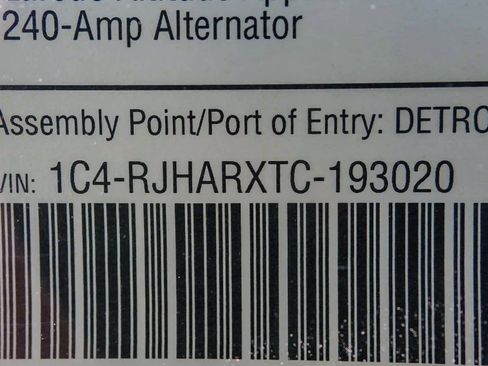 240-Amp Alternator
Assembly Point/Port of Entry: DETRO
VIN: 1C4-RJHARXTC-193020